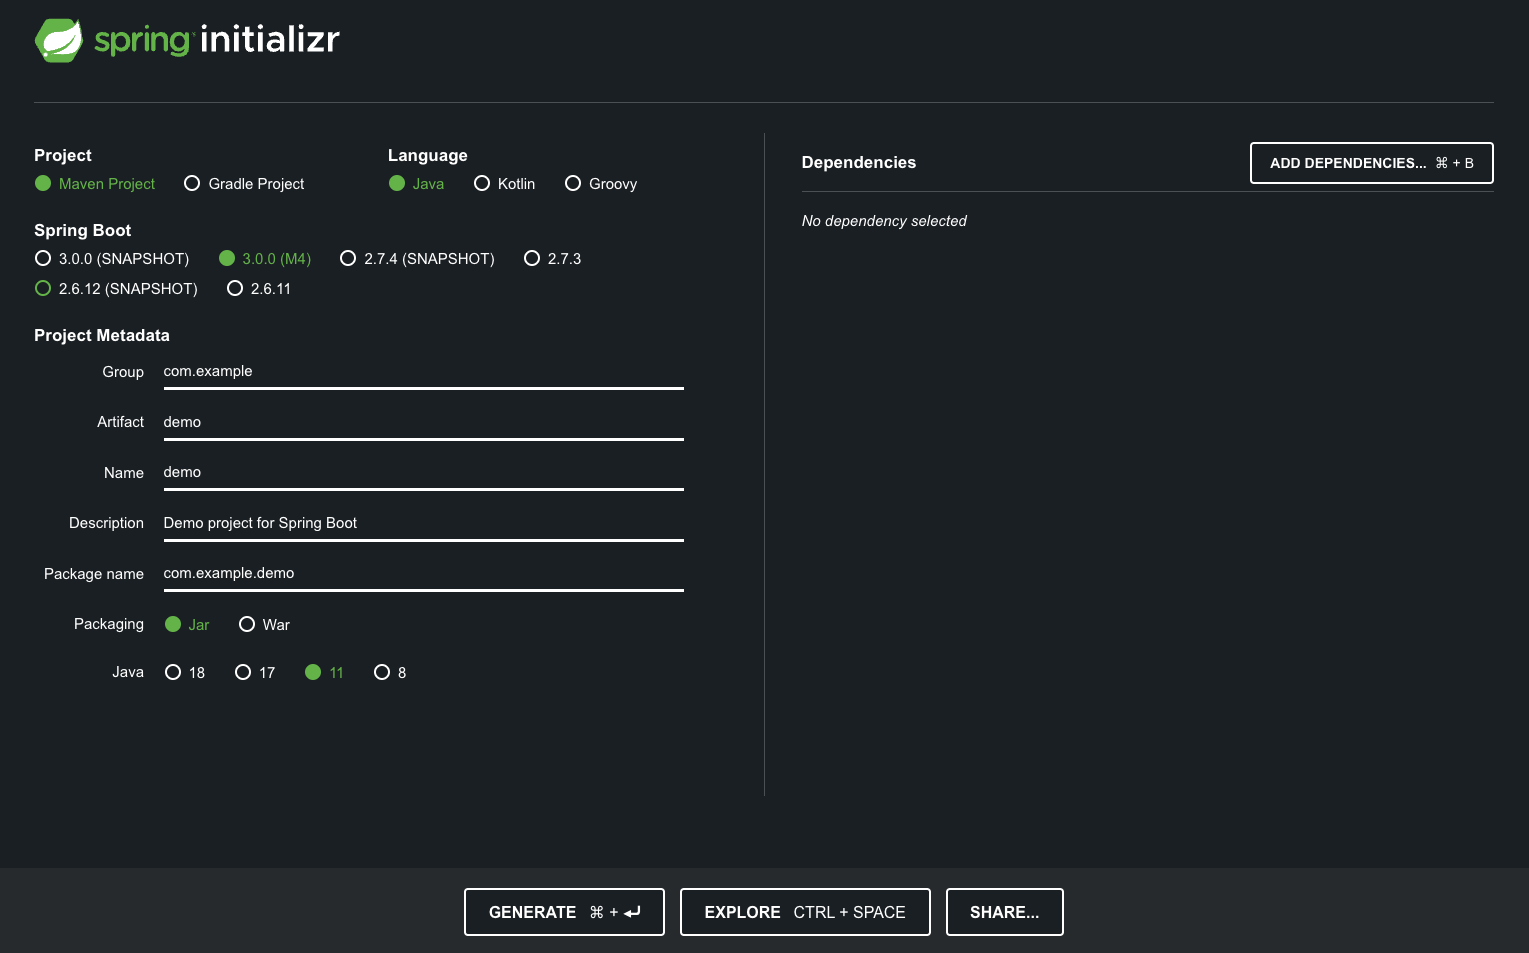 spring initializr
Project
Maven Project Gradle Project
Language
Java Kotlin Groovy
Spring Boot
3.0.0 (SNAPSHOT) 3.0.0 (M4) 2.7.4 (SNAPSHOT) 2.7.3
2.6.12 (SNAPSHOT) 2.6.11
Project Metadata
Group com.example
Artifact demo
Name demo
Description Demo project for Spring Boot
Package name com.example.demo
Packaging Jar War
Java 18 17 11 8
Dependencies
ADD DEPENDENCIES... ⌘ + B
No dependency selected
GENERATE ⌘ + ⏎
EXPLORE CTRL + SPACE
SHARE...